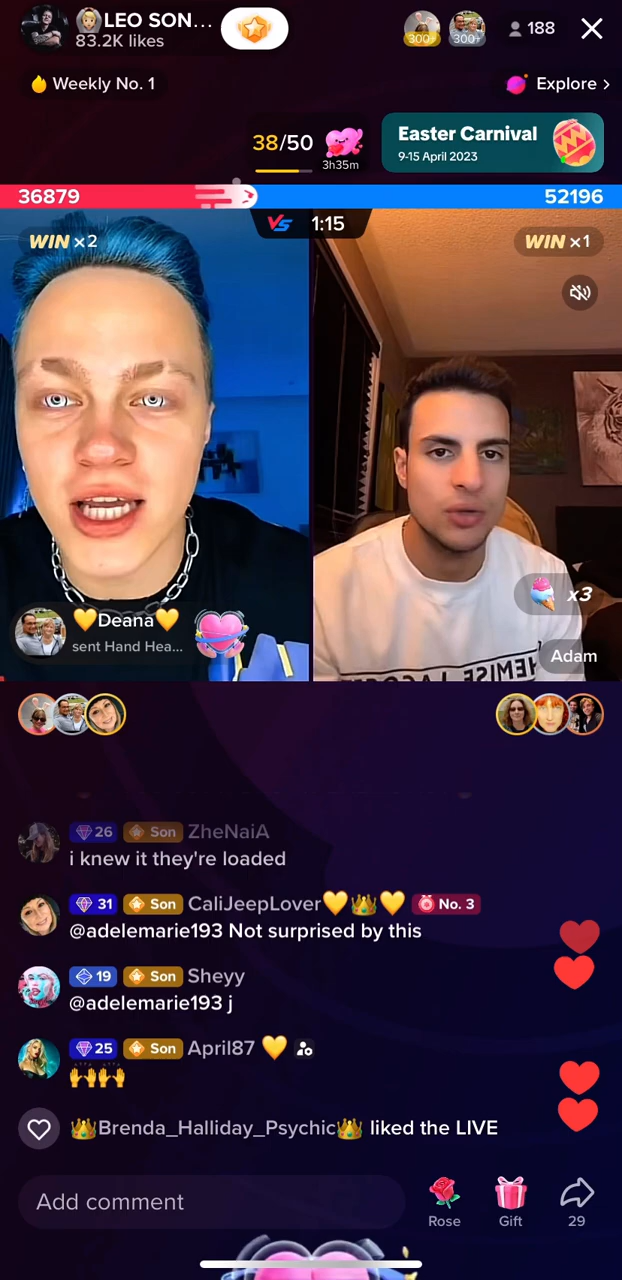 LEO SON...
83.2K likes
300+
300+
188
Weekly No. 1
Explore >
38/50
3h35m
Easter Carnival
9-15 April 2023
36879
52196
VS 1:15
WIN x2
WIN x1
💛Deana💛
sent Hand Hea...
x3
Adam
26 Son ZheNaiA
i knew it they're loaded
31 Son CaliJeepLover💛👑💛 No. 3
@adelemarie193 Not surprised by this
19 Son Sheyy
@adelemarie193 j
25 Son April87 💛
🙌🙌🙌
👑Brenda_Halliday_Psychic👑 liked the LIVE
Add comment
Rose
Gift
29